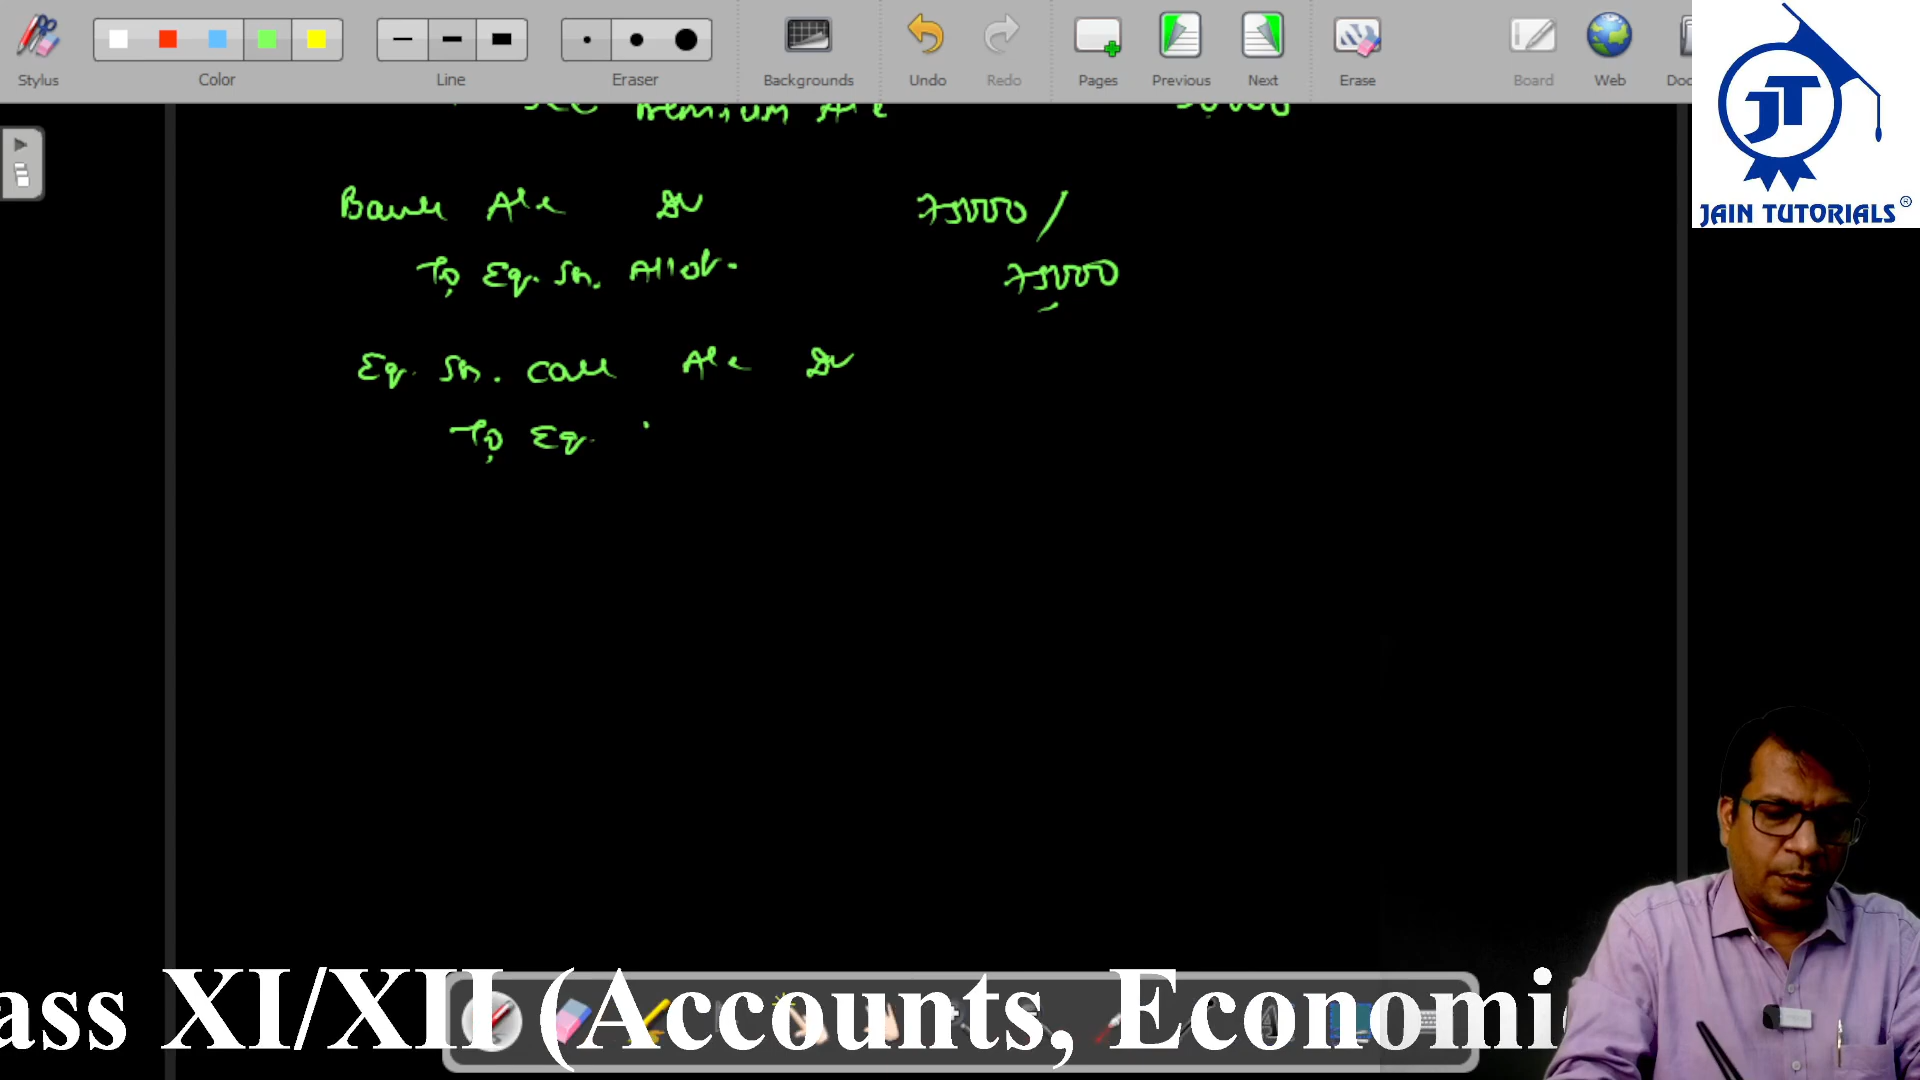 Stylus Color Line Eraser Backgrounds Undo Redo Pages Previous Next Erase Board Web Doc
JT
JAIN TUTORIALS®
Premium A/c
Bank A/c Dr 75000 /
To Eq. Sh. Allot. 75000
Eq. Sh. Call A/c Dr
To Eq.
ass XI/XII (Accounts, Economi